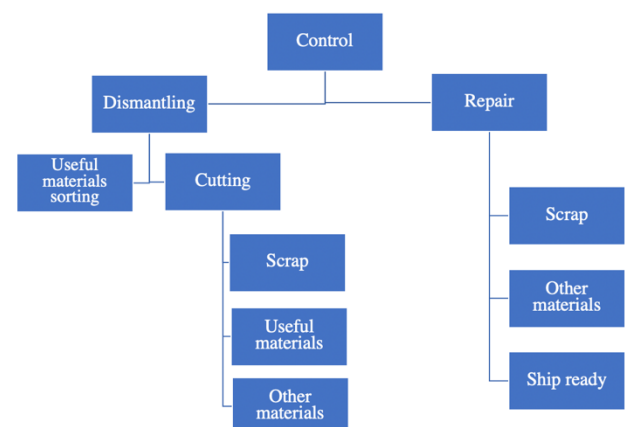 Control
Dismantling
Repair
Useful
materials
sorting
Cutting
Scrap
Useful
materials
Other
materials
Scrap
Other
materials
Ship ready